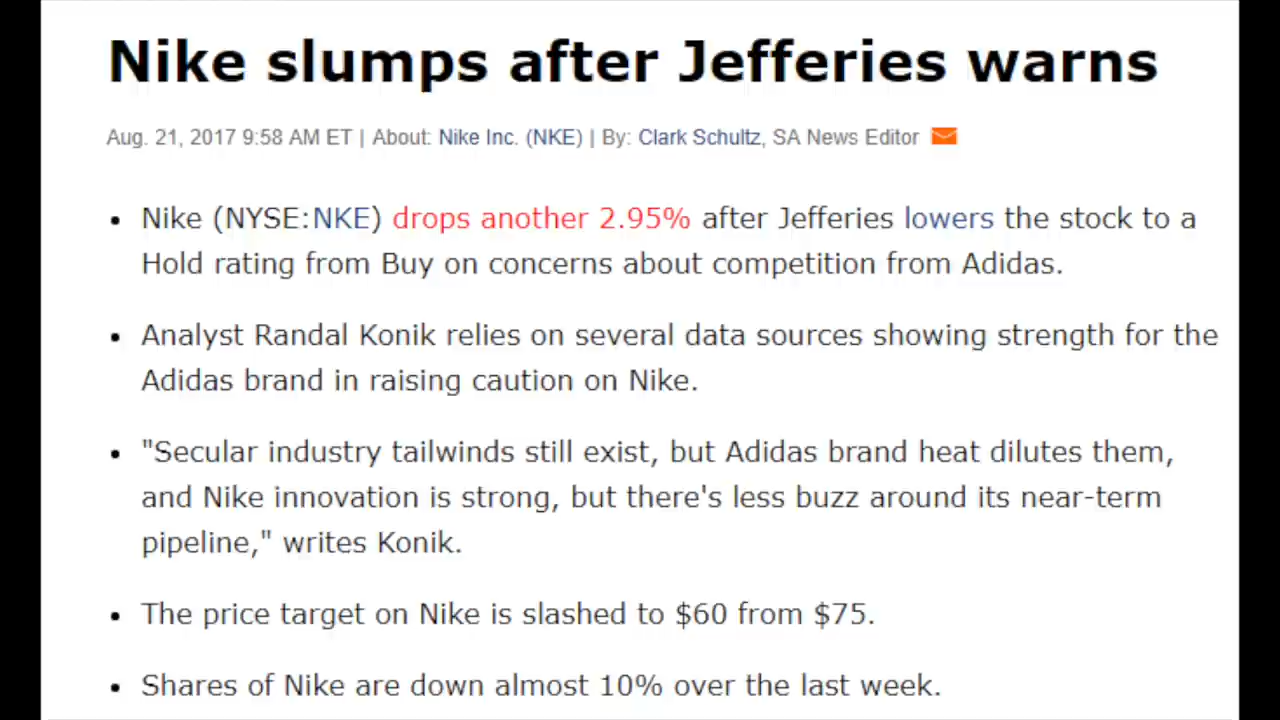 Nike slumps after Jefferies warns
Aug. 21, 2017 9:58 AM ET | About: Nike Inc. (NKE) | By: Clark Schultz, SA News Editor
• Nike (NYSE:NKE) drops another 2.95% after Jefferies lowers the stock to a
Hold rating from Buy on concerns about competition from Adidas.
• Analyst Randal Konik relies on several data sources showing strength for the
Adidas brand in raising caution on Nike.
• "Secular industry tailwinds still exist, but Adidas brand heat dilutes them,
and Nike innovation is strong, but there's less buzz around its near-term
pipeline," writes Konik.
• The price target on Nike is slashed to $60 from $75.
• Shares of Nike are down almost 10% over the last week.